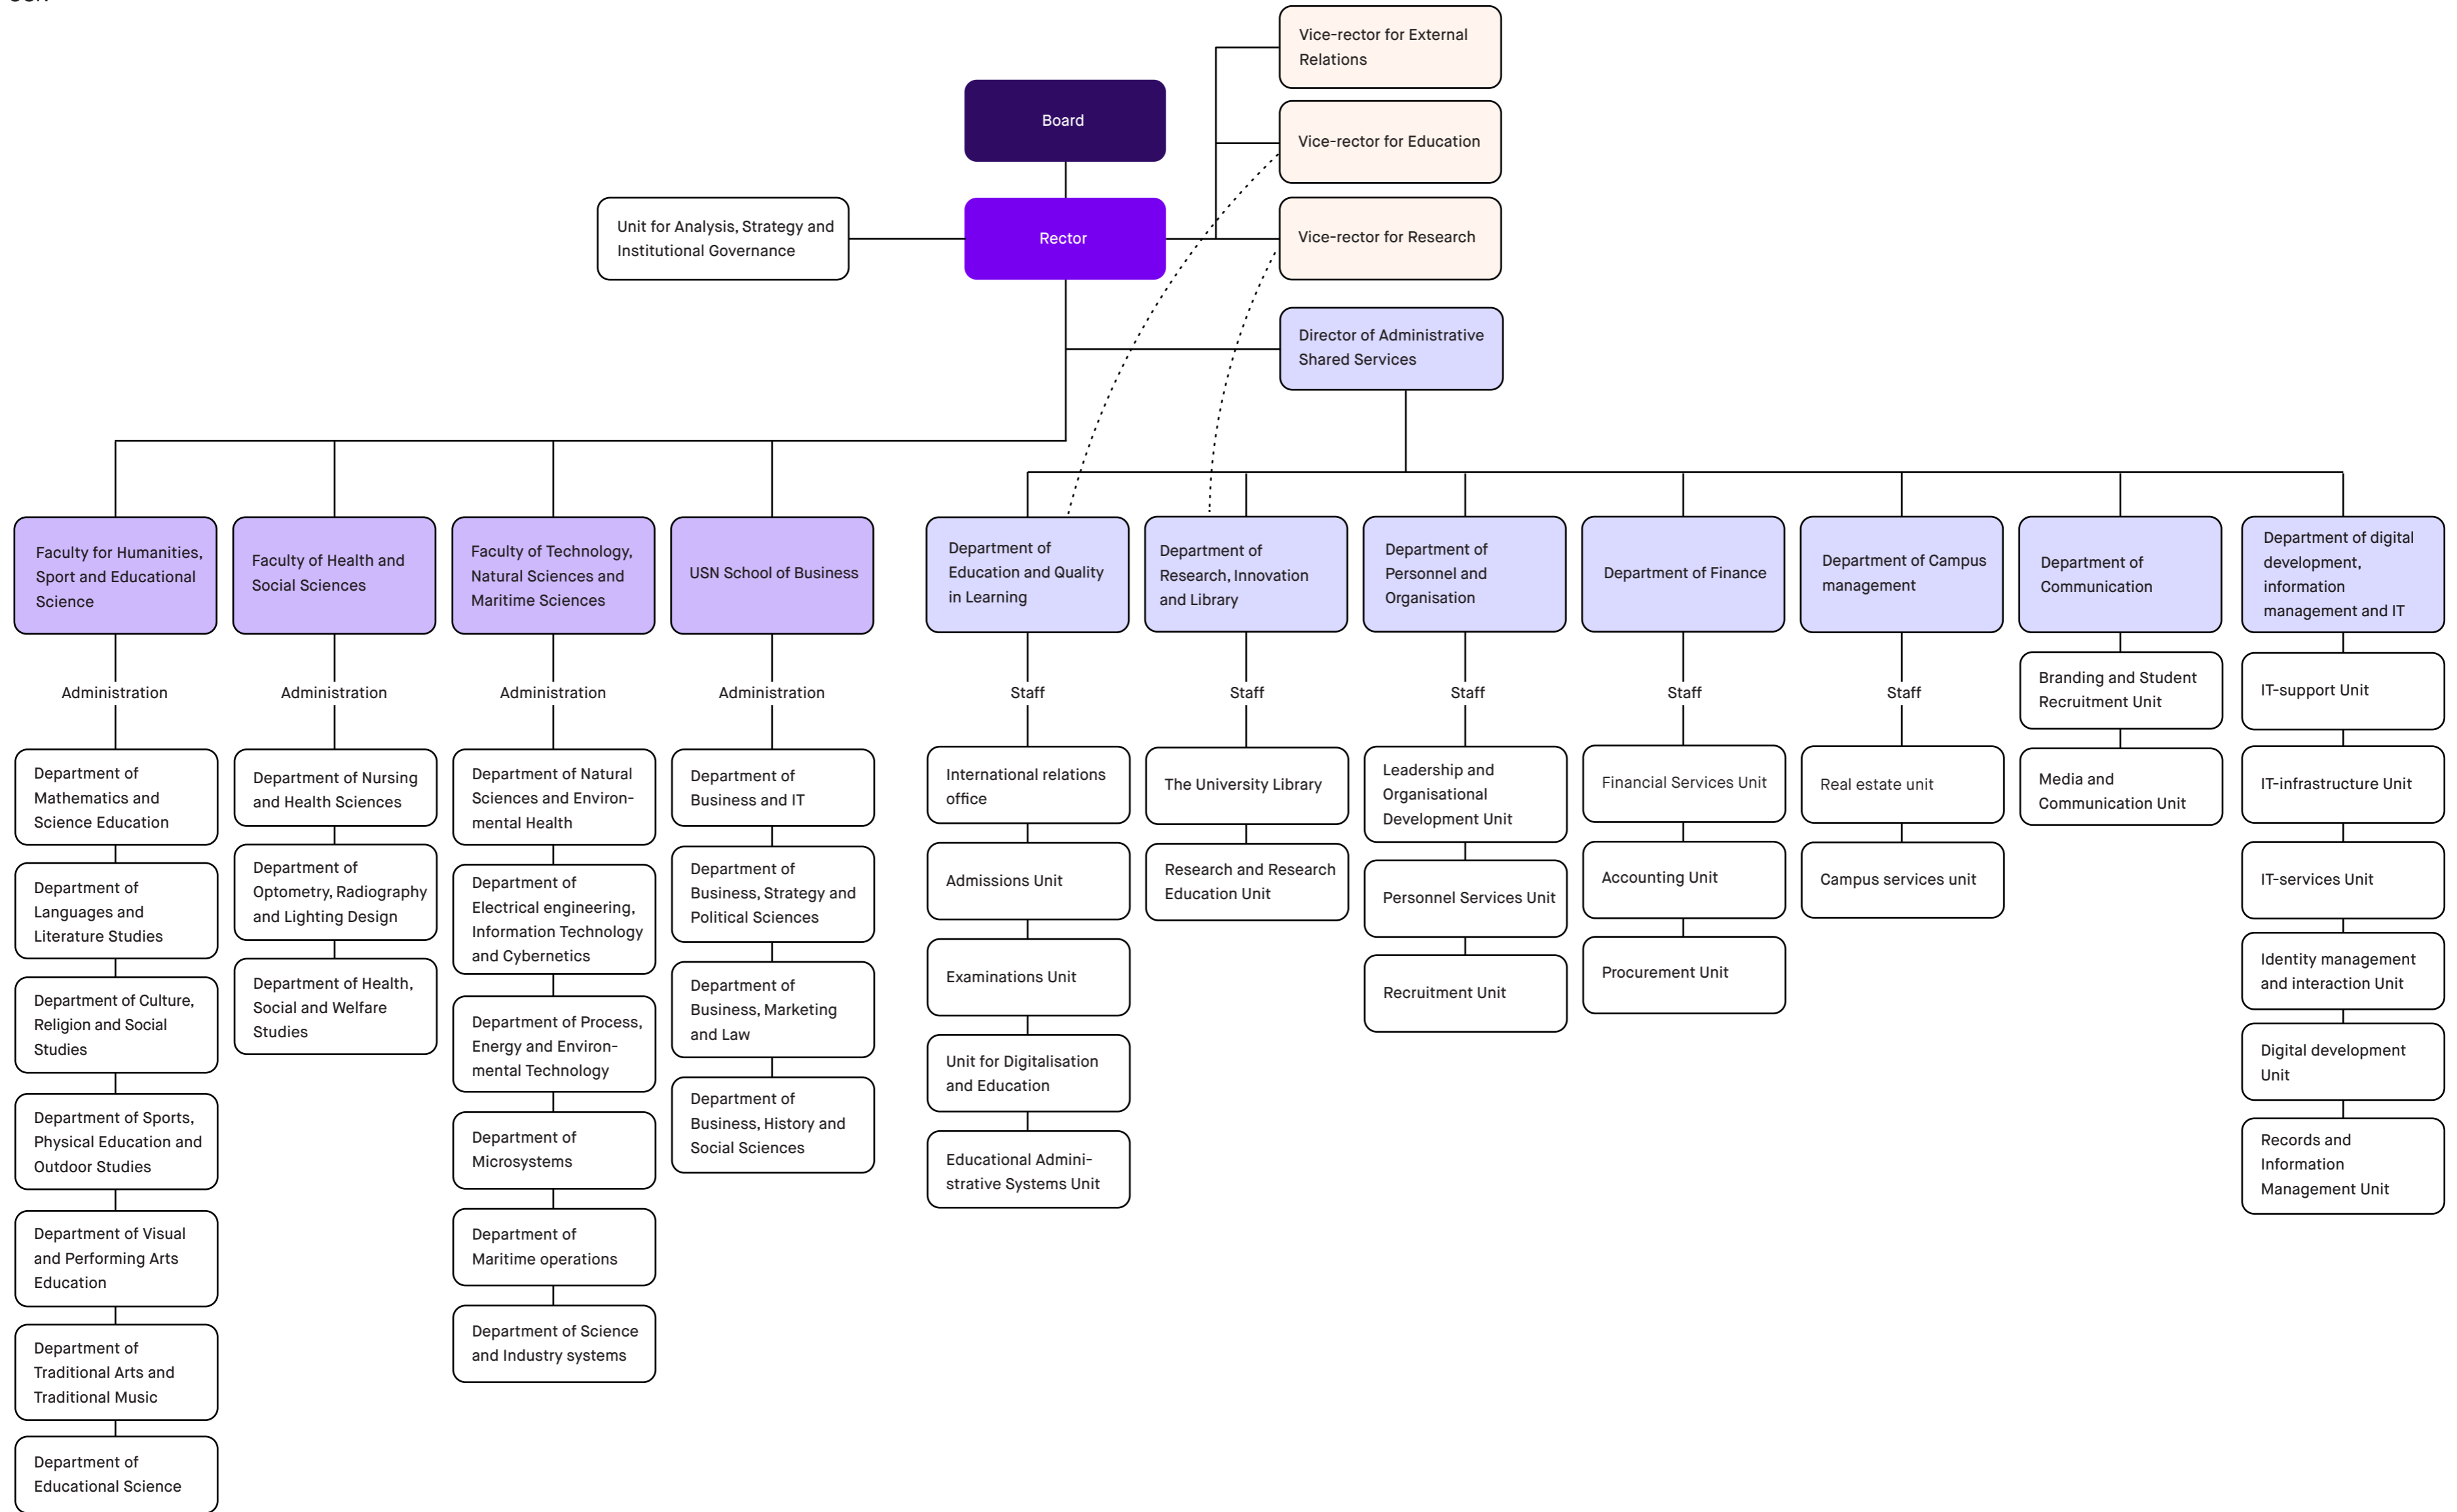 Vice-rector for External
Relations
Board
Vice-rector for Education
Unit for Analysis, Strategy and
Institutional Governance
Rector
Vice-rector for Research
Director of Administrative
Shared Services
Faculty for Humanities,
Sport and Educational
Science
Faculty of Health and
Social Sciences
Faculty of Technology,
Natural Sciences and
Maritime Sciences
USN School of Business
Department of
Education and Quality
in Learning
Department of
Research, Innovation
and Library
Department of
Personnel and
Organisation
Department of Finance
Department of Campus
management
Department of
Communication
Department of digital
development,
information
management and IT
Administration
Department of
Mathematics and
Science Education
Department of
Languages and
Literature Studies
Department of Culture,
Religion and Social
Studies
Department of Sports,
Physical Education and
Outdoor Studies
Department of Visual
and Performing Arts
Education
Department of
Traditional Arts and
Traditional Music
Department of
Educational Science
Administration
Department of Nursing
and Health Sciences
Department of
Optometry, Radiography
and Lighting Design
Department of Health,
Social and Welfare
Studies
Administration
Department of Natural
Sciences and Environ-
mental Health
Department of
Electrical engineering,
Information Technology
and Cybernetics
Department of Process,
Energy and Environ-
mental Technology
Department of
Microsystems
Department of
Maritime operations
Department of Science
and Industry systems
Administration
Department of
Business and IT
Department of
Business, Strategy and
Political Sciences
Department of
Business, Marketing
and Law
Department of
Business, History and
Social Sciences
Staff
International relations
office
Admissions Unit
Examinations Unit
Unit for Digitalisation
and Education
Educational Admini-
strative Systems Unit
Staff
The University Library
Research and Research
Education Unit
Staff
Leadership and
Organisational
Development Unit
Personnel Services Unit
Recruitment Unit
Staff
Financial Services Unit
Accounting Unit
Procurement Unit
Staff
Real estate unit
Campus services unit
Branding and Student
Recruitment Unit
Media and
Communication Unit
IT-support Unit
IT-infrastructure Unit
IT-services Unit
Identity management
and interaction Unit
Digital development
Unit
Records and
Information
Management Unit